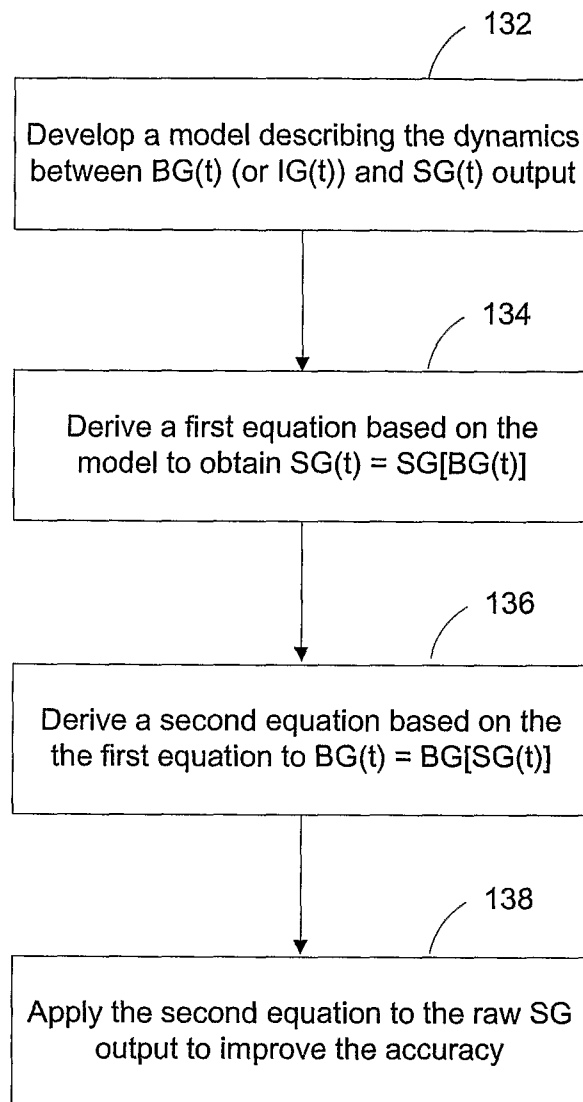 132
Develop a model describing the dynamics
between BG(t) (or IG(t)) and SG(t) output
134
Derive a first equation based on the
model to obtain SG(t) = SG[BG(t)]
136
Derive a second equation based on the
the first equation to BG(t) = BG[SG(t)]
138
Apply the second equation to the raw SG
output to improve the accuracy